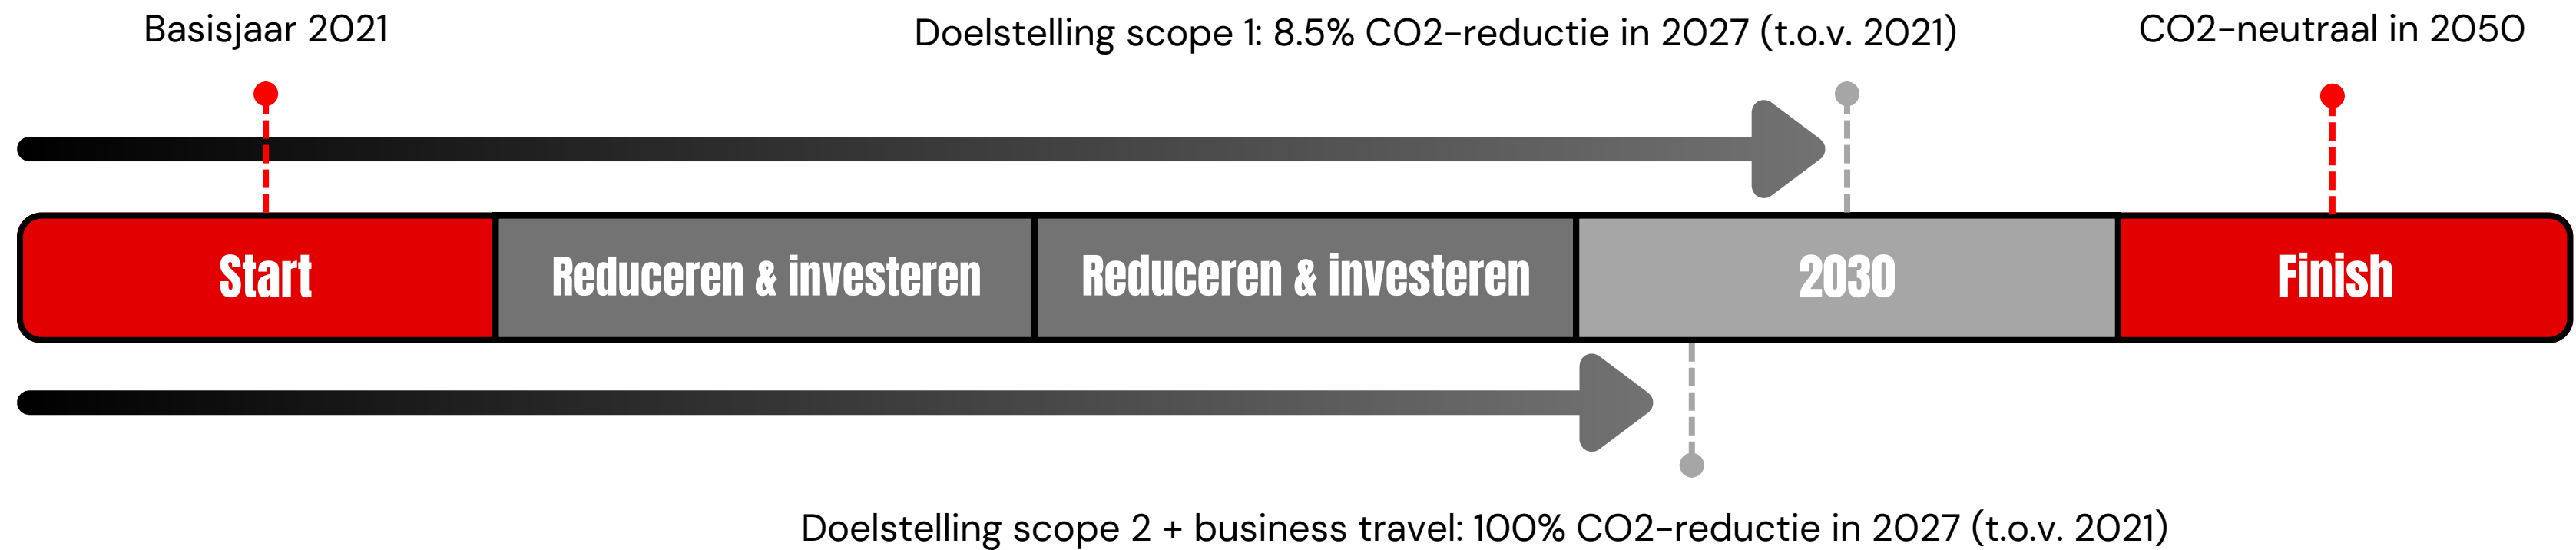 Basisjaar 2021
Doelstelling scope 1: 8.5% CO2-reductie in 2027 (t.o.v. 2021)
CO2-neutraal in 2050
Start
Reduceren & investeren
Reduceren & investeren
2030
Finish
Doelstelling scope 2 + business travel: 100% CO2-reductie in 2027 (t.o.v. 2021)